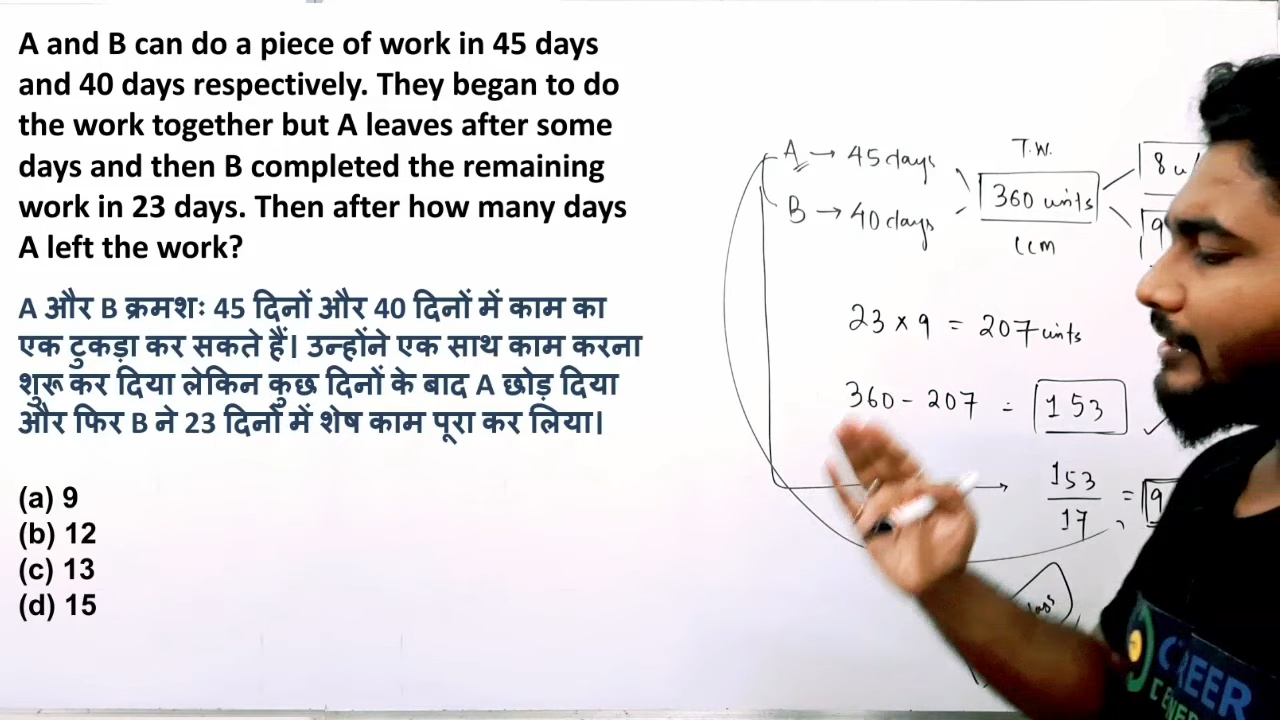 A and B can do a piece of work in 45 days
and 40 days respectively. They began to do
the work together but A leaves after some
days and then B completed the remaining
work in 23 days. Then after how many days
A left the work?
A और B क्रमशः 45 दिनों और 40 दिनों में काम का
एक टुकड़ा कर सकते हैं। उन्होंने एक साथ काम करना
शुरू कर दिया लेकिन कुछ दिनों के बाद A छोड़ दिया
और फिर B ने 23 दिनों में शेष काम पूरा कर लिया।
(a) 9
(b) 12
(c) 13
(d) 15
T.W.
A → 45 days
360 units
8 u
B → 40 days
9
LCM
23 × 9 = 207 units
360 - 207 = 153
153
17
= 9
CAREER